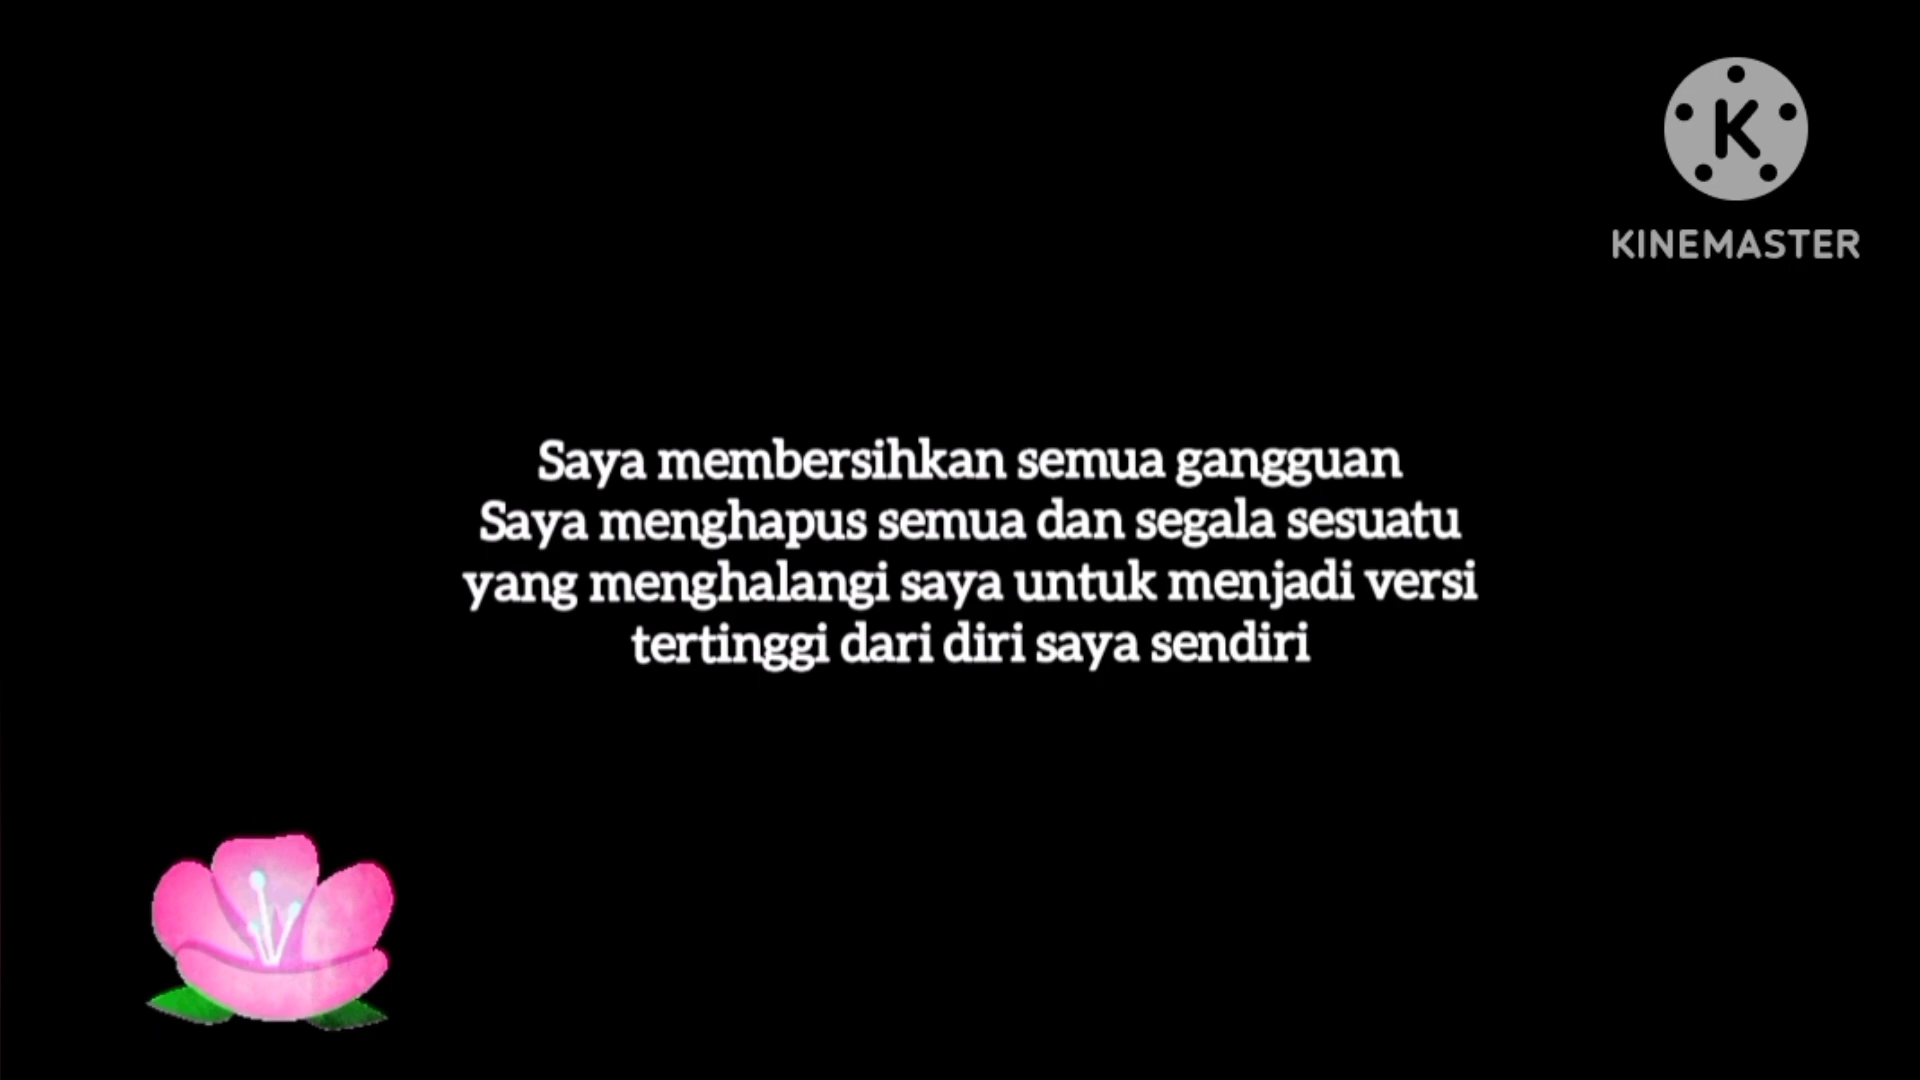 K
KINEMASTER
Saya membersihkan semua gangguan
Saya menghapus semua dan segala sesuatu
yang menghalangi saya untuk menjadi versi
tertinggi dari diri saya sendiri